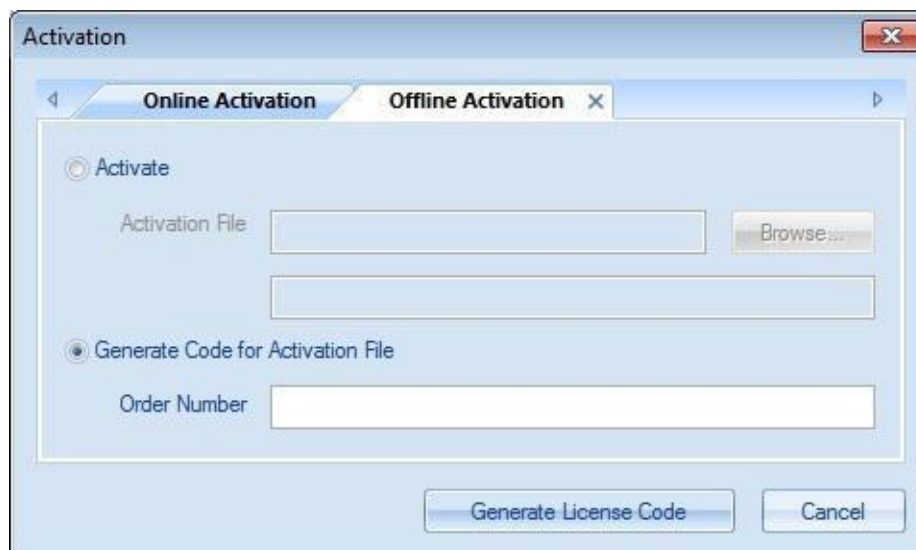 Activation
Online Activation Offline Activation
Activate
Activation File Browse...
Generate Code for Activation File
Order Number
Generate License Code Cancel